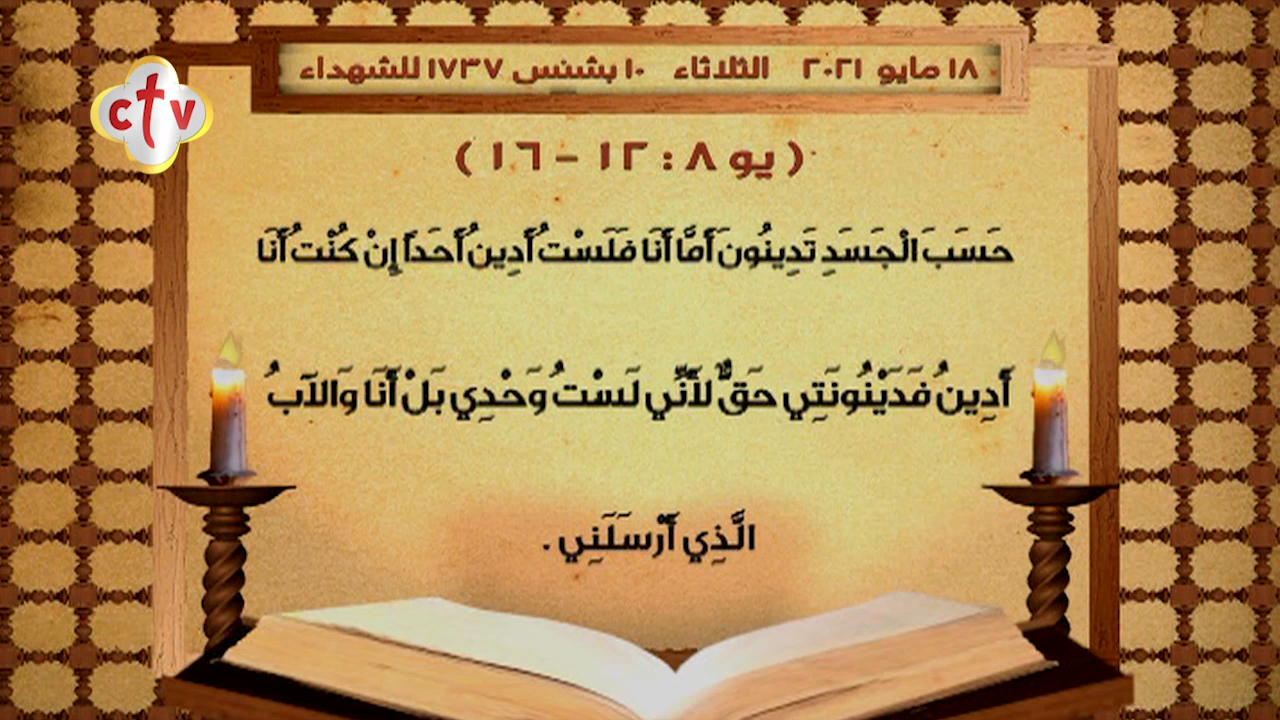 ١٨ مايو ٢٠٢١ الثلاثاء ١٠ بشنس ١٧٣٧ للشهداء
ctv
( يو ٨ : ١٢ - ١٦ )
حَسَبَ الْجَسَدِ تَدِينُونَ أَمَّا أَنَا فَلَسْتُ أَدِينُ أَحَداً إِنْ كُنْتُ أَنَا
أَدِينُ فَدَيْنُونَتِي حَقٌّ لأَنِّي لَسْتُ وَحْدِي بَلْ أَنَا وَالآبُ
الَّذِي أَرْسَلَنِي .